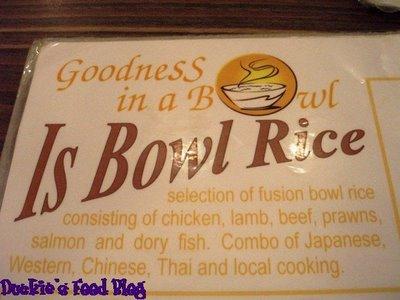 Goodness
in a Bowl
Is Bowl Rice
selection of fusion bowl rice
consisting of chicken, lamb, beef, prawns,
salmon and dory fish. Combo of Japanese,
Western, Chinese, Thai and local cooking.
Duckie's Food Blog